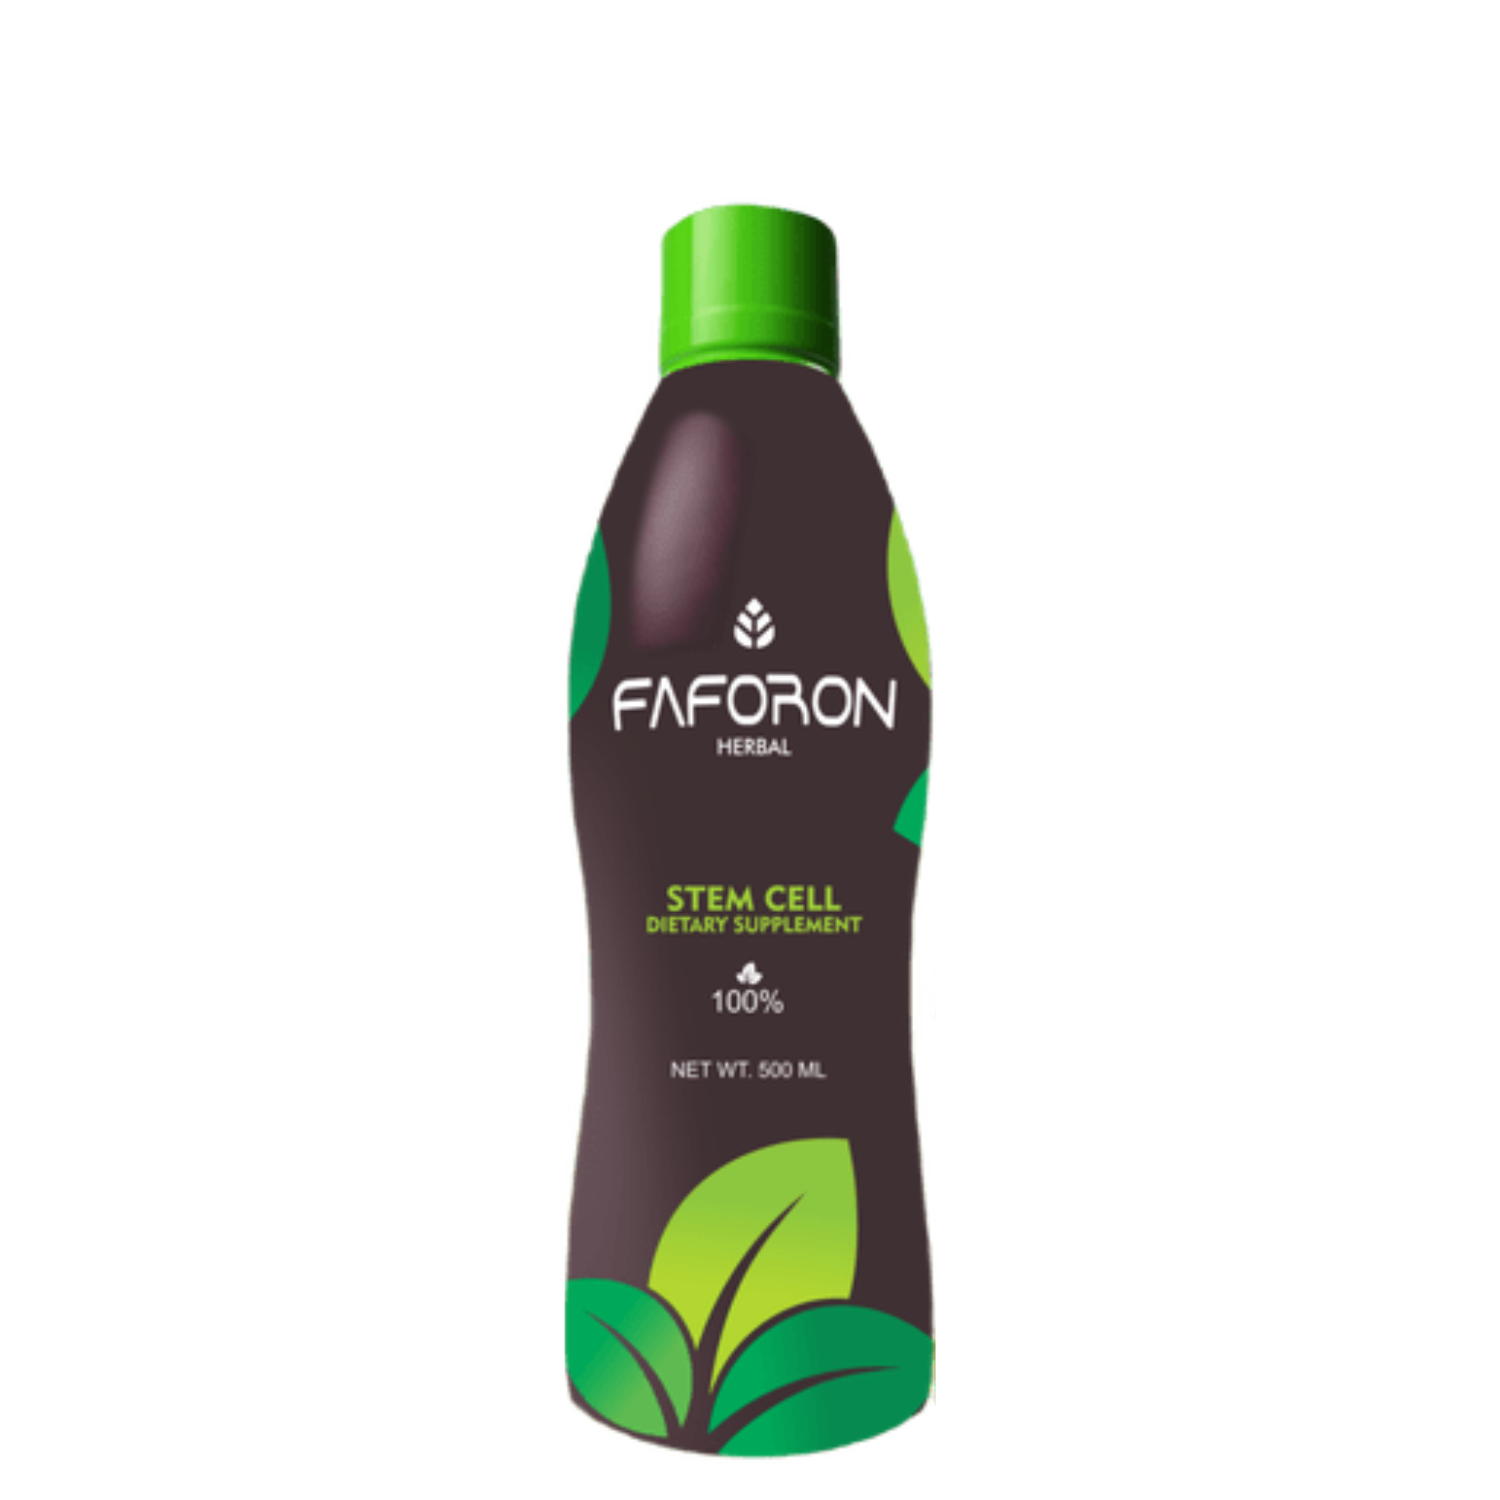 FAFORON
HERBAL
STEM CELL
DIETARY SUPPLEMENT
100%
NET WT. 500 ML